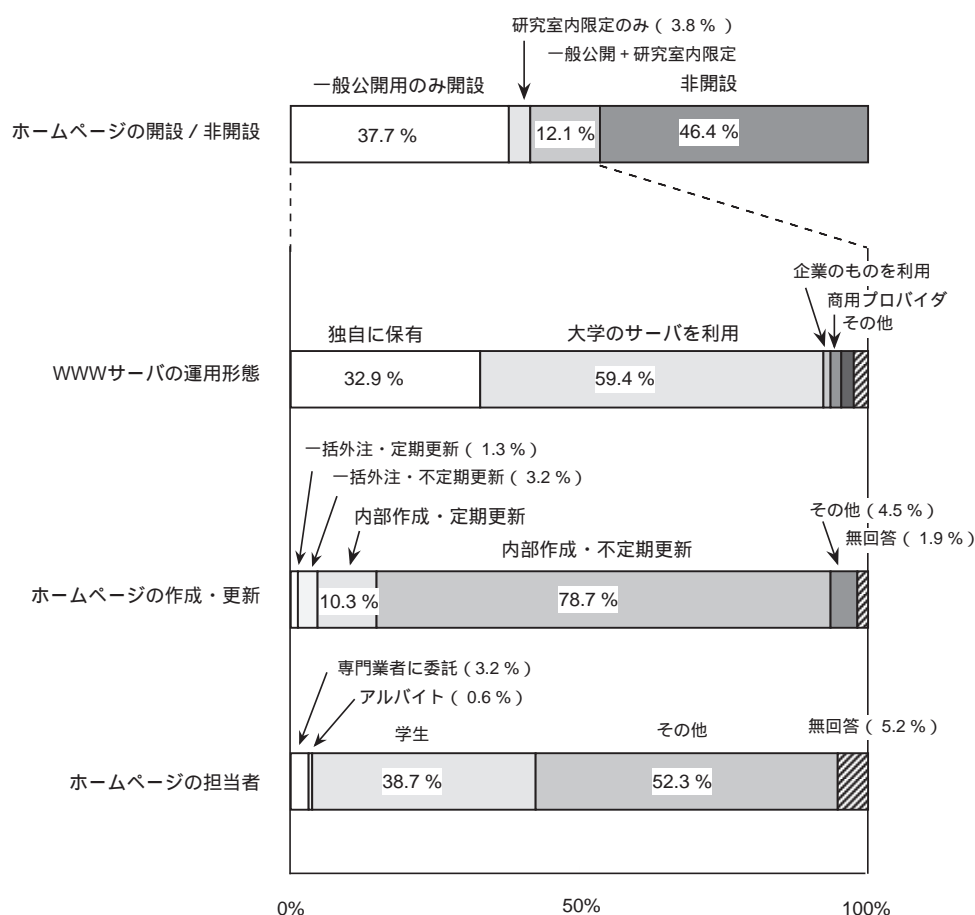 研究室内限定のみ（ 3.8 % ）
一般公開 + 研究室内限定
一般公開用のみ開設
非開設
ホームページの開設 / 非開設
37.7 %
12.1 %
46.4 %
企業のものを利用
商用プロバイダ
その他
独自に保有
大学のサーバを利用
WWWサーバの運用形態
32.9 %
59.4 %
一括外注・定期更新（ 1.3 % ）
一括外注・不定期更新（ 3.2 % ）
内部作成・定期更新
その他（ 4.5 % ）
無回答（ 1.9 % ）
内部作成・不定期更新
ホームページの作成・更新
10.3 %
78.7 %
専門業者に委託（ 3.2 % ）
アルバイト（ 0.6 % ）
学生
その他
無回答（ 5.2 % ）
ホームページの担当者
38.7 %
52.3 %
0%
50%
100%